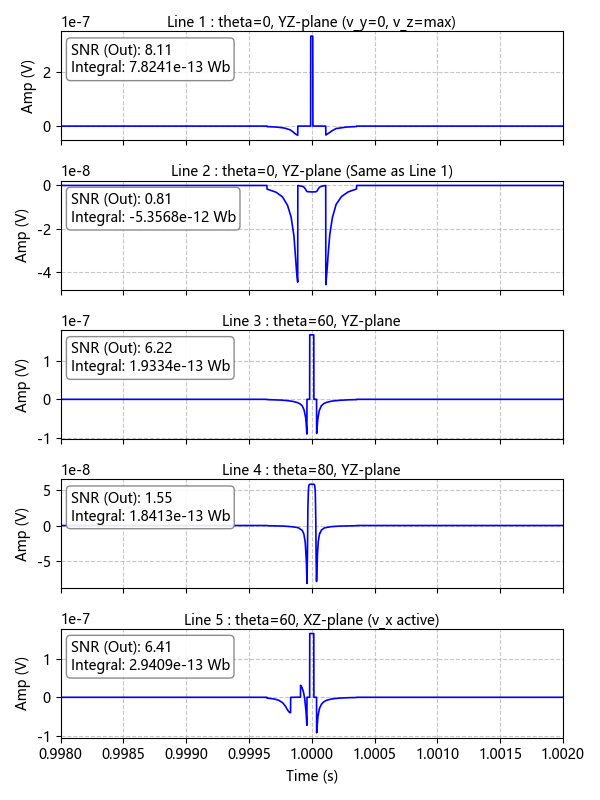 1e-7
Line 1 : theta=0, YZ-plane (v_y=0, v_z=max)
SNR (Out): 8.11
Integral: 7.8241e-13 Wb
Amp (V)
2
0
1e-8
Line 2 : theta=0, YZ-plane (Same as Line 1)
SNR (Out): 0.81
Integral: -5.3568e-12 Wb
Amp (V)
0
-2
-4
1e-7
Line 3 : theta=60, YZ-plane
SNR (Out): 6.22
Integral: 1.9334e-13 Wb
Amp (V)
1
0
-1
1e-8
Line 4 : theta=80, YZ-plane
SNR (Out): 1.55
Integral: 1.8413e-13 Wb
Amp (V)
5
0
-5
1e-7
Line 5 : theta=60, XZ-plane (v_x active)
SNR (Out): 6.41
Integral: 2.9409e-13 Wb
Amp (V)
1
0
-1
0.9980 0.9985 0.9990 0.9995 1.0000 1.0005 1.0010 1.0015 1.0020
Time (s)